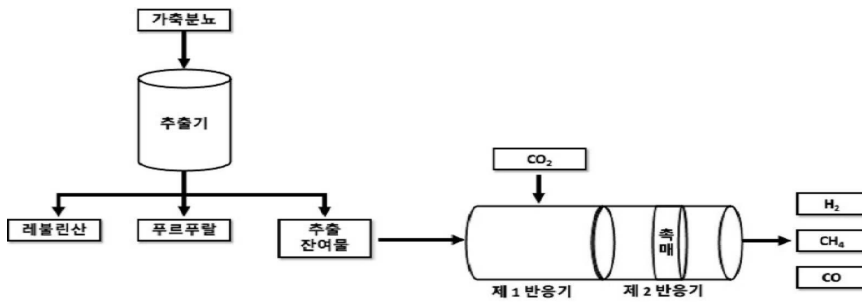 가축분뇨
추출기
레불린산
푸르푸랄
추출
잔여물
CO₂
촉
매
제 1 반응기
제 2 반응기
H₂
CH₄
CO